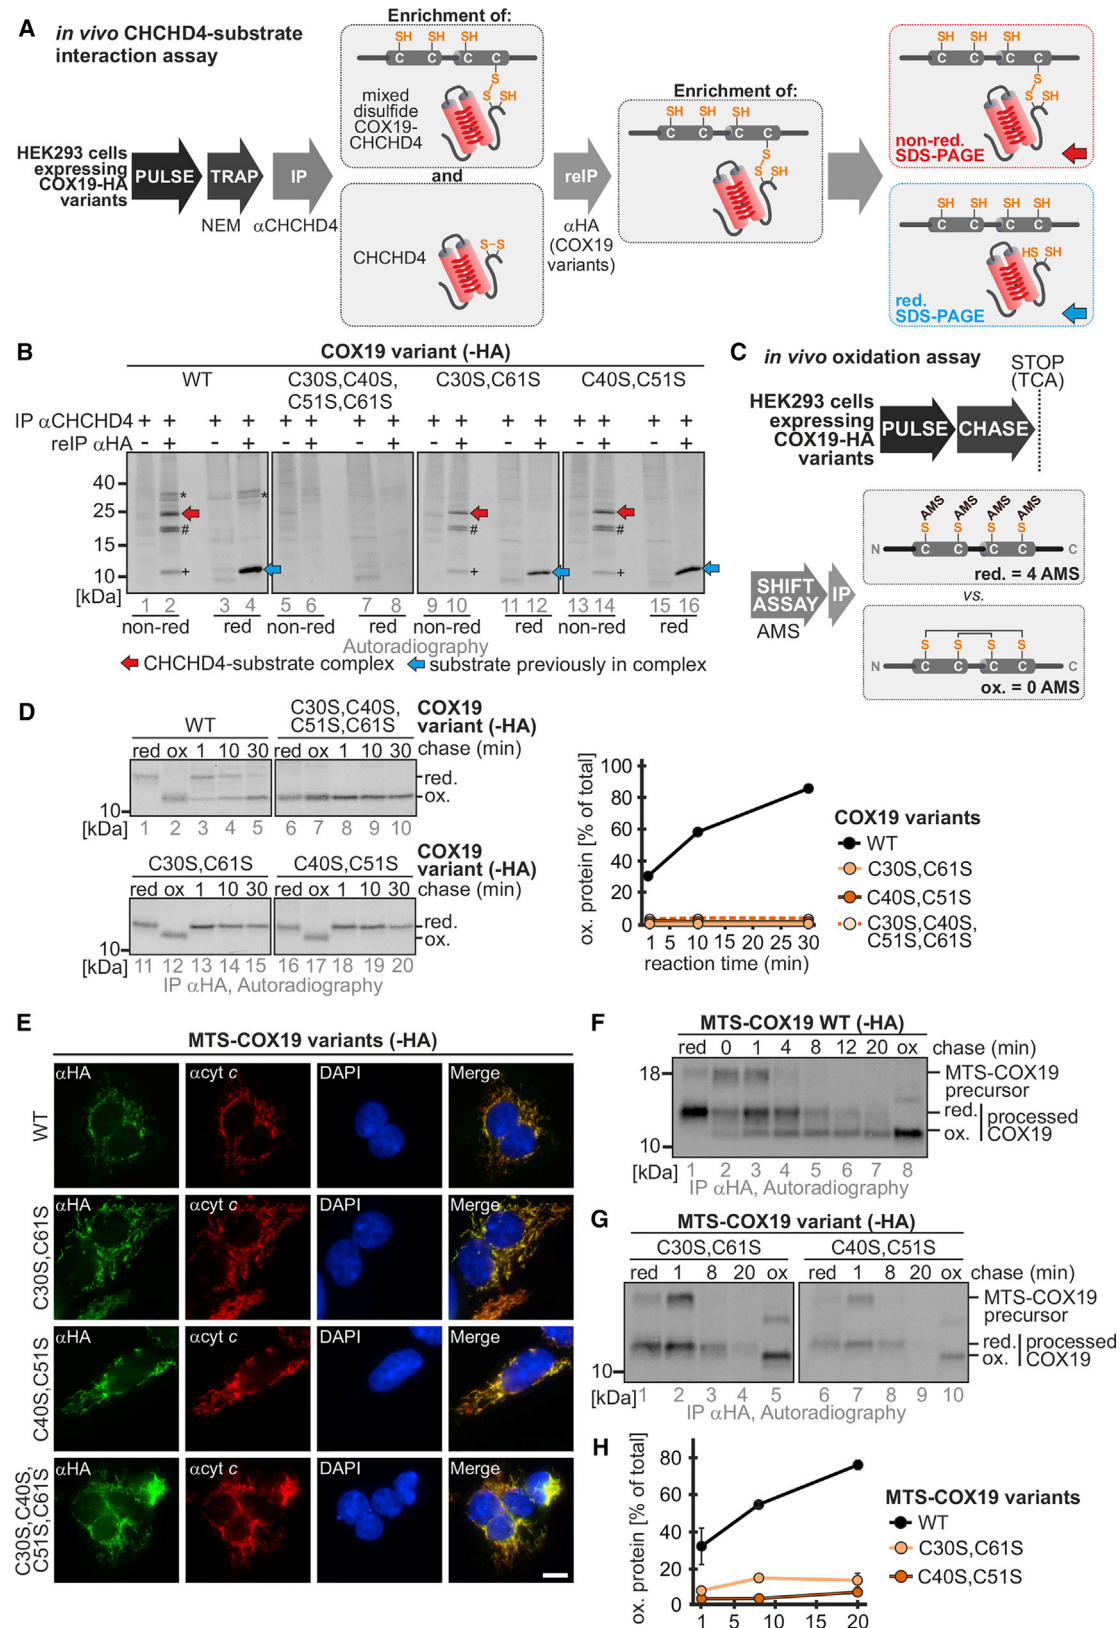 A in vivo CHCHD4-substrate
interaction assay
HEK293 cells
expressing
COX19-HA
variants
PULSE
TRAP
NEM
IP
αCHCHD4
Enrichment of:
SH SH SH
C C C C
S
S SH
mixed
disulfide
COX19-
CHCHD4
and
CHCHD4
S-S
reIP
αHA
(COX19
variants)
Enrichment of:
SH SH SH
C C C C
S
S SH
SH SH SH
C C C C
S
S SH
non-red.
SDS-PAGE
SH SH SH SH
C C C C
HS SH
red.
SDS-PAGE
B
COX19 variant (-HA)
WT
C30S,C40S,
C51S,C61S
C30S,C61S
C40S,C51S
IP αCHCHD4 + + + + + + + + + + + + + + + +
reIP αHA - + - + - + - + - + - + - + - +
40
25
15
10
[kDa]
* * # + # + # +
1 2 3 4 5 6 7 8 9 10 11 12 13 14 15 16
non-red red non-red red non-red red non-red red
Autoradiography
CHCHD4-substrate complex
substrate previously in complex
C in vivo oxidation assay
HEK293 cells
expressing
COX19-HA
variants
PULSE
CHASE
STOP
(TCA)
SHIFT
ASSAY
AMS
IP
AMS AMS AMS AMS
S S S S
N C C C C C
red. = 4 AMS
vs.
S S S S
N C C C C C
ox. = 0 AMS
D
WT
C30S,C40S,
C51S,C61S
COX19
variant (-HA)
red ox 1 10 30 red ox 1 10 30 chase (min)
red.
ox.
10
[kDa] 1 2 3 4 5 6 7 8 9 10
C30S,C61S
C40S,C51S
COX19
variant (-HA)
red ox 1 10 30 red ox 1 10 30 chase (min)
red.
ox.
10
[kDa] 11 12 13 14 15 16 17 18 19 20
IP αHA, Autoradiography
ox. protein [% of total]
100
80
60
40
20
0
1 5 10 15 20 25 30
reaction time (min)
COX19 variants
WT
C30S,C61S
C40S,C51S
C30S,C40S,
C51S,C61S
E
MTS-COX19 variants (-HA)
WT
αHA αcyt c DAPI Merge
C30S,C61S
αHA αcyt c DAPI Merge
C40S,C51S
αHA αcyt c DAPI Merge
C30S,C40S,
C51S,C61S
αHA αcyt c DAPI Merge
F
MTS-COX19 WT (-HA)
red 0 1 4 8 12 20 ox chase (min)
18
10
[kDa]
MTS-COX19
precursor
red.
ox.
processed
COX19
1 2 3 4 5 6 7 8
IP αHA, Autoradiography
G
MTS-COX19 variant (-HA)
C30S,C61S
C40S,C51S
red 1 8 20 ox red 1 8 20 ox chase (min)
MTS-COX19
precursor
red.
ox.
processed
COX19
10
[kDa] 1 2 3 4 5 6 7 8 9 10
IP αHA, Autoradiography
H
ox. protein [% of total]
80
60
40
20
0
1 5 10 15 20
MTS-COX19 variants
WT
C30S,C61S
C40S,C51S